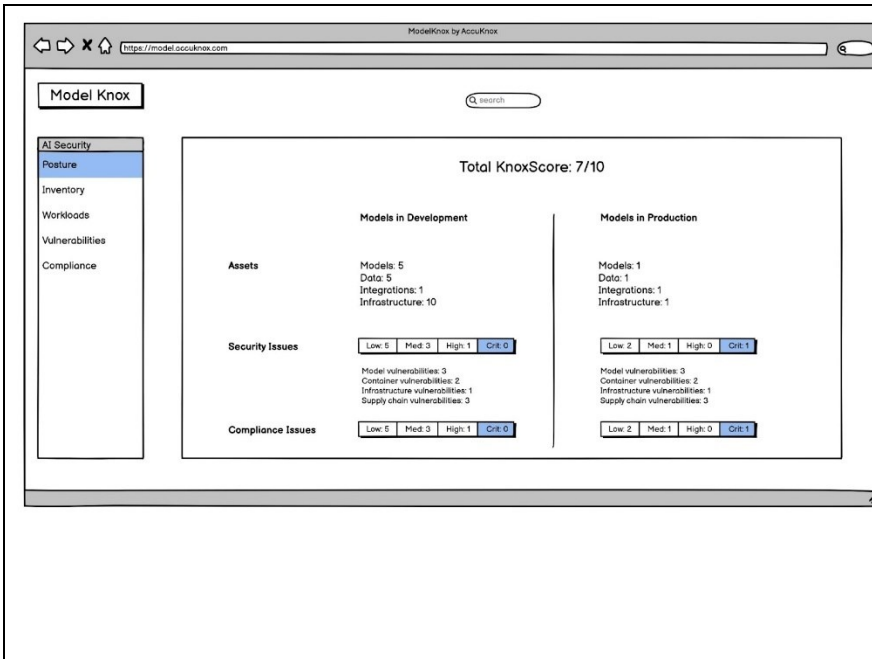 ModelKnox by AccuKnox
https://model.accuknox.com
Model Knox
search
AI Security
Posture
Inventory
Workloads
Vulnerabilities
Compliance
Total KnoxScore: 7/10
Models in Development
Models in Production
Assets
Models: 5
Data: 5
Integrations: 1
Infrastructure: 10
Models: 1
Data: 1
Integrations: 1
Infrastructure: 1
Security Issues
Low: 5 Med: 3 High: 1 Crit: 0
Low: 2 Med: 1 High: 0 Crit: 1
Model vulnerabilities: 3
Container vulnerabilities: 2
Infrastructure vulnerabilities: 1
Supply chain vulnerabilities: 3
Model vulnerabilities: 3
Container vulnerabilities: 2
Infrastructure vulnerabilities: 1
Supply chain vulnerabilities: 3
Compliance Issues
Low: 5 Med: 3 High: 1 Crit: 0
Low: 2 Med: 1 High: 0 Crit: 1